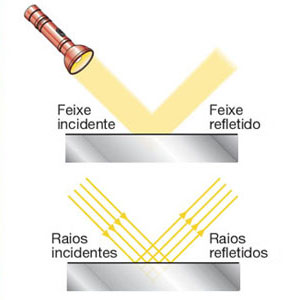 Feixe
incidente
Feixe
refletido
Raios
incidentes
Raios
refletidos